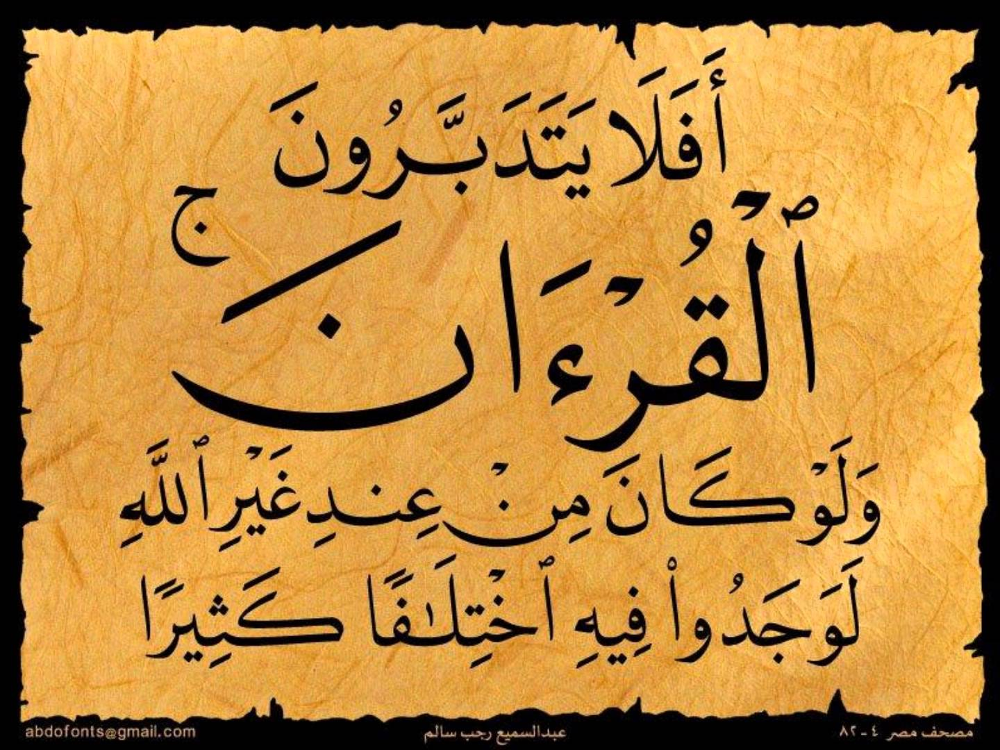 أَفَلَا يَتَدَبَّرُونَ
ٱلْقُرْءَانَ ۚ
وَلَوْ كَانَ مِنْ عِندِ غَيْرِ ٱللَّهِ
لَوَجَدُوا۟ فِيهِ ٱخْتِلَـٰفًا كَثِيرًا
مصحف مصر ٤-٨٢
عبدالسميع رجب سالم
abdofonts@gmail.com